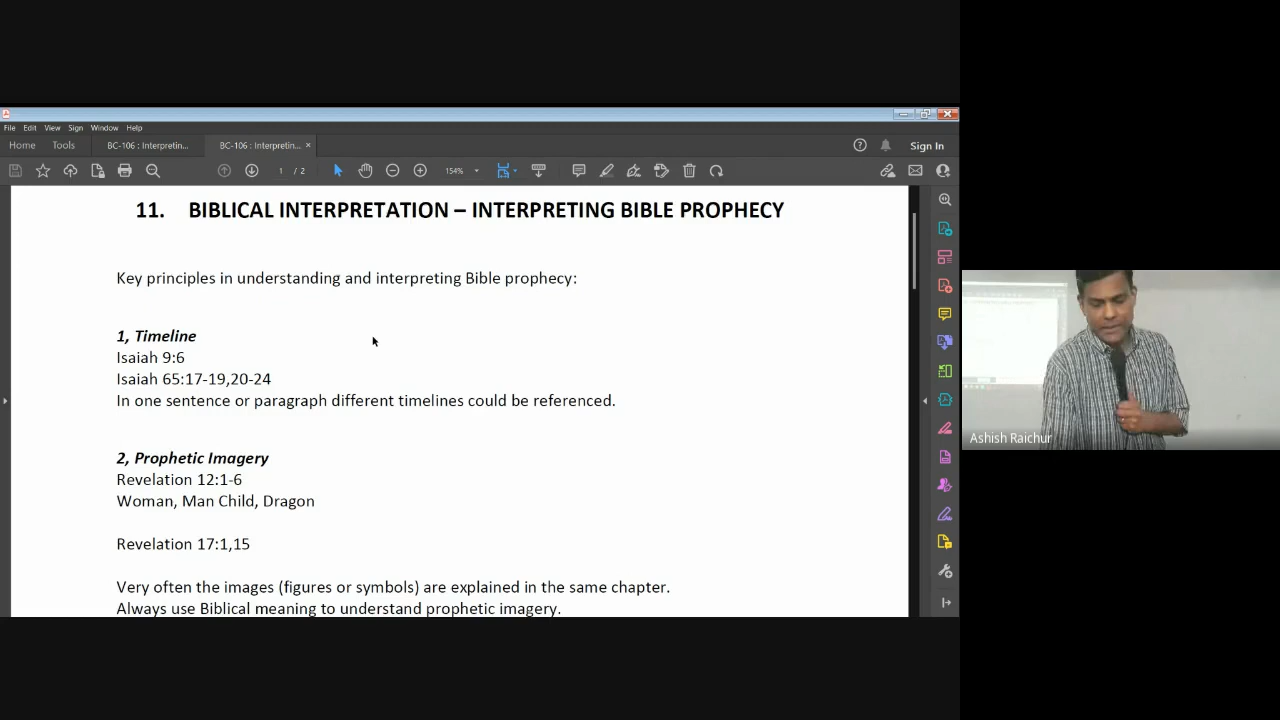 File Edit View Sign Window Help
Home Tools BC-106 : Interpretin... BC-106 : Interpretin... ×
Sign In
1 / 2 154%
11. BIBLICAL INTERPRETATION – INTERPRETING BIBLE PROPHECY
Key principles in understanding and interpreting Bible prophecy:
1, Timeline
Isaiah 9:6
Isaiah 65:17-19,20-24
In one sentence or paragraph different timelines could be referenced.
2, Prophetic Imagery
Revelation 12:1-6
Woman, Man Child, Dragon
Revelation 17:1,15
Very often the images (figures or symbols) are explained in the same chapter.
Always use Biblical meaning to understand prophetic imagery.
Ashish Raichur